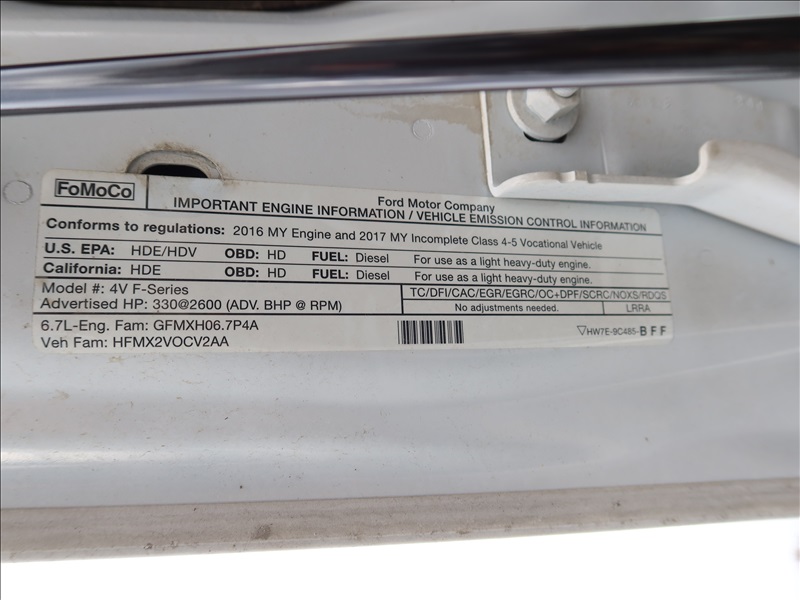 FoMoCo
Ford Motor Company
IMPORTANT ENGINE INFORMATION / VEHICLE EMISSION CONTROL INFORMATION
Conforms to regulations: 2016 MY Engine and 2017 MY Incomplete Class 4-5 Vocational Vehicle
U.S. EPA: HDE/HDV OBD: HD FUEL: Diesel For use as a light heavy-duty engine.
California: HDE OBD: HD FUEL: Diesel For use as a light heavy-duty engine.
Model #: 4V F-Series
Advertised HP: 330@2600 (ADV. BHP @ RPM)
TC/DFI/CAC/EGR/EGRC/OC+DPF/SCRC/NOXS/RDQS
No adjustments needed. LRRA
6.7L-Eng. Fam: GFMXH06.7P4A
Veh Fam: HFMX2VOCV2AA
HW7E-9C485-BFF